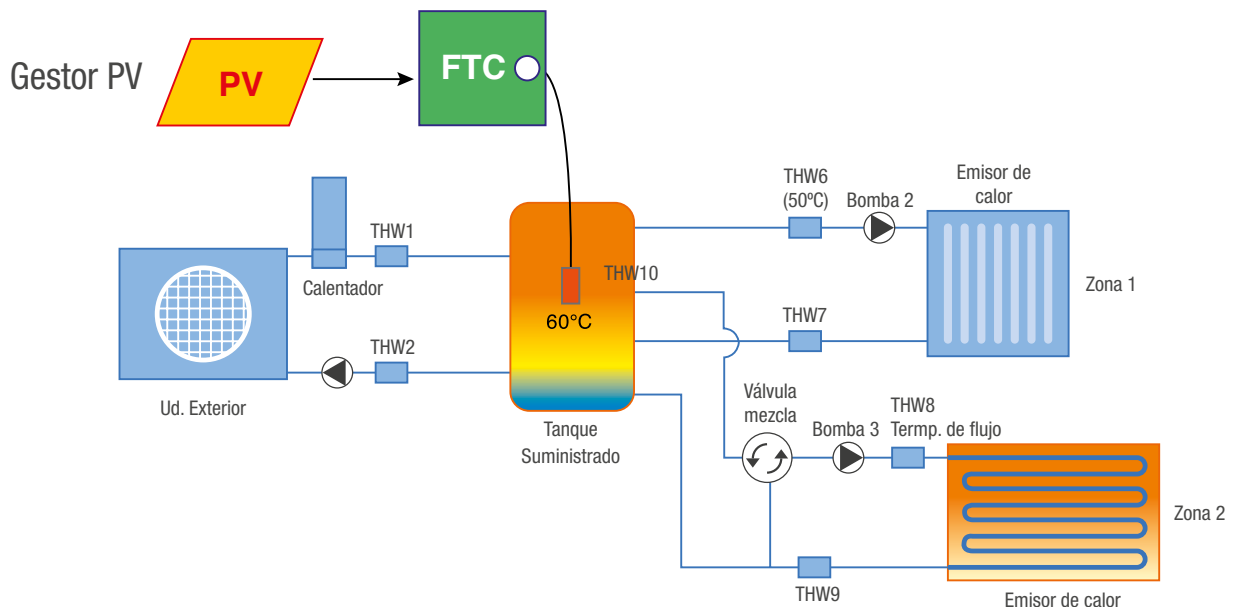 Gestor PV
PV
FTC
THW1
Calentador
THW2
Ud. Exterior
THW10
60°C
Tanque
Suministrado
THW6
(50ºC)
Bomba 2
Emisor de
calor
Zona 1
THW7
Válvula
mezcla
Bomba 3
THW8
Termp. de flujo
Zona 2
THW9
Emisor de calor